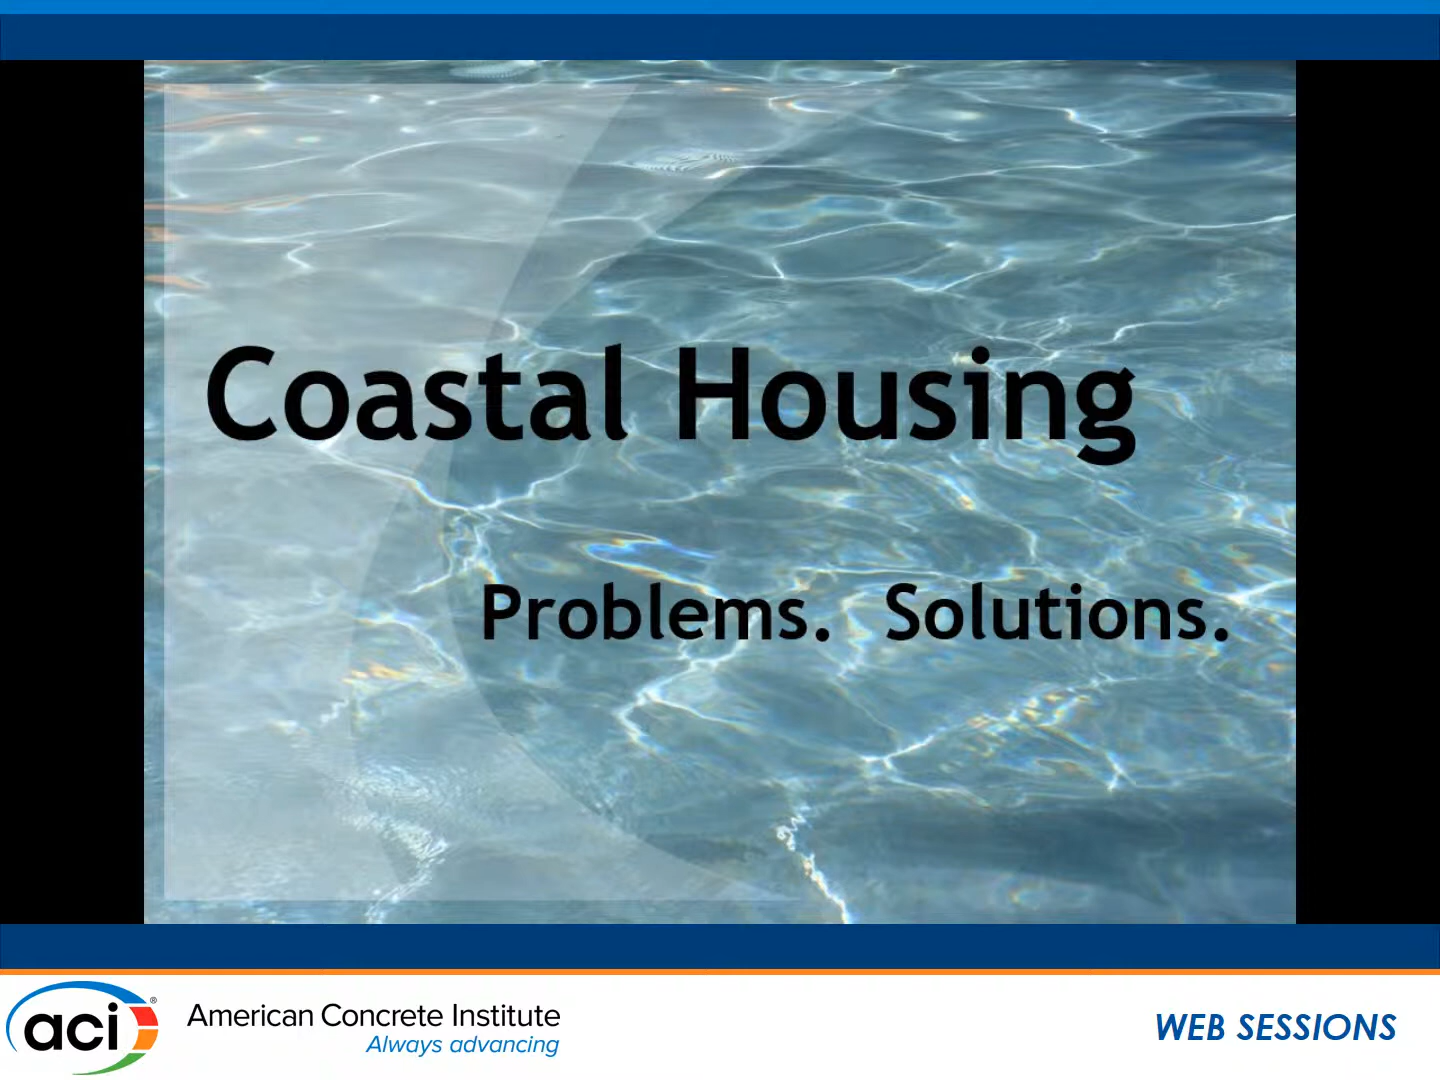 Coastal Housing
Problems.  Solutions.
aci®
American Concrete Institute
Always advancing
WEB SESSIONS